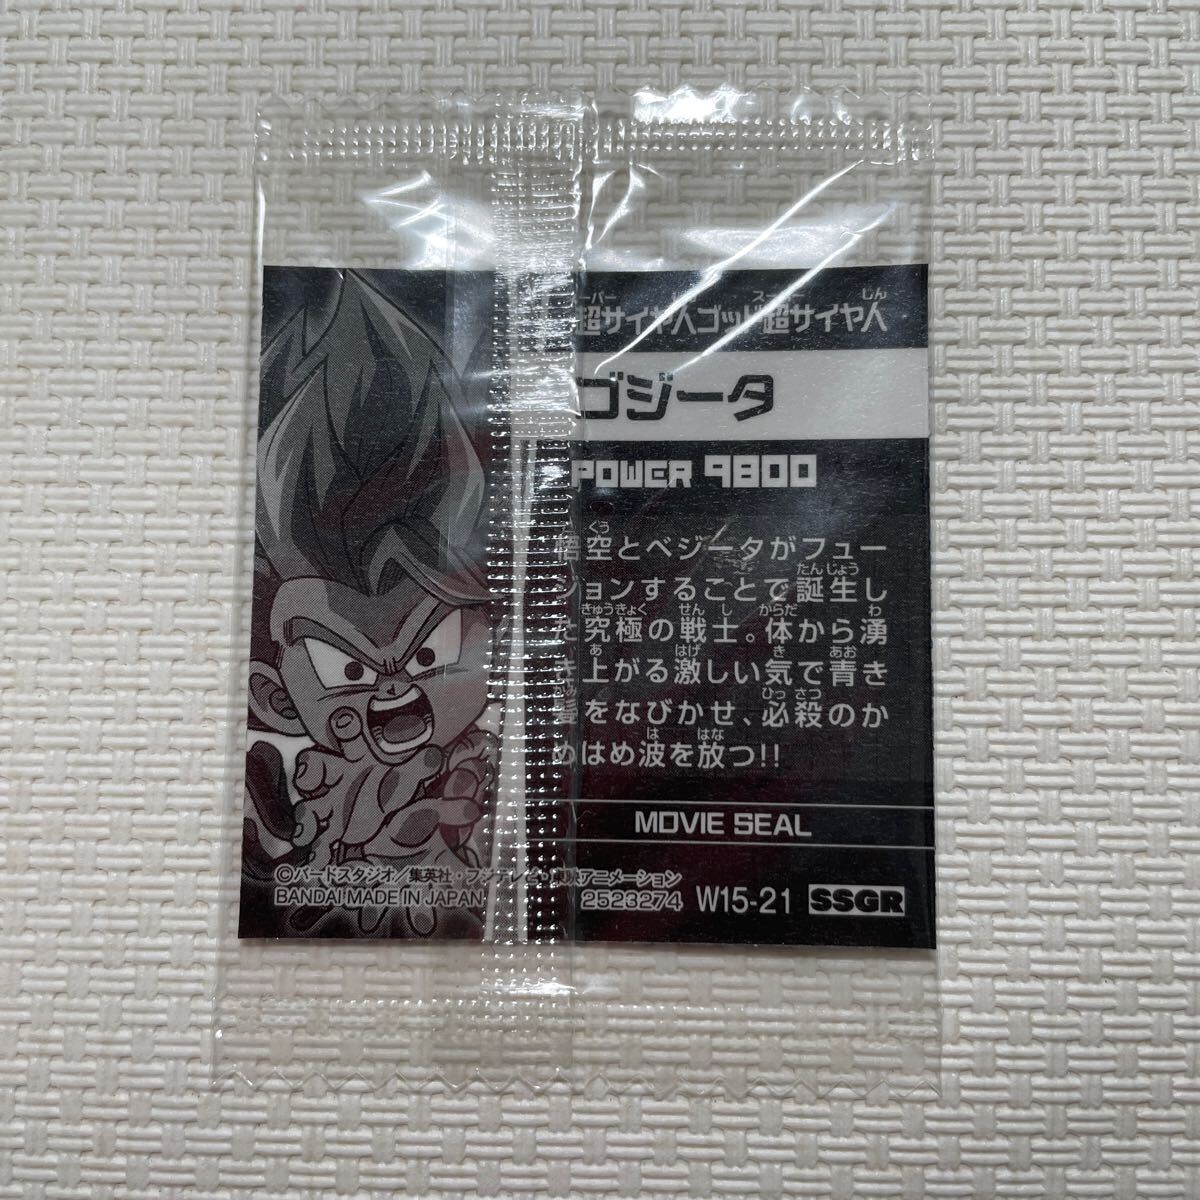 超サイヤ人ゴッド超サイヤ人
ゴジータ
POWER 9800
悟空とベジータがフュー
ジョンすることで誕生し
た究極の戦士。体から湧
き上がる激しい気で青き
髪をなびかせ、必殺のか
めはめ波を放つ!!
MOVIE SEAL
©バードスタジオ/集英社・フジテレビ・東映アニメーション
BANDAI MADE IN JAPAN 2523274 W15-21 SSGR